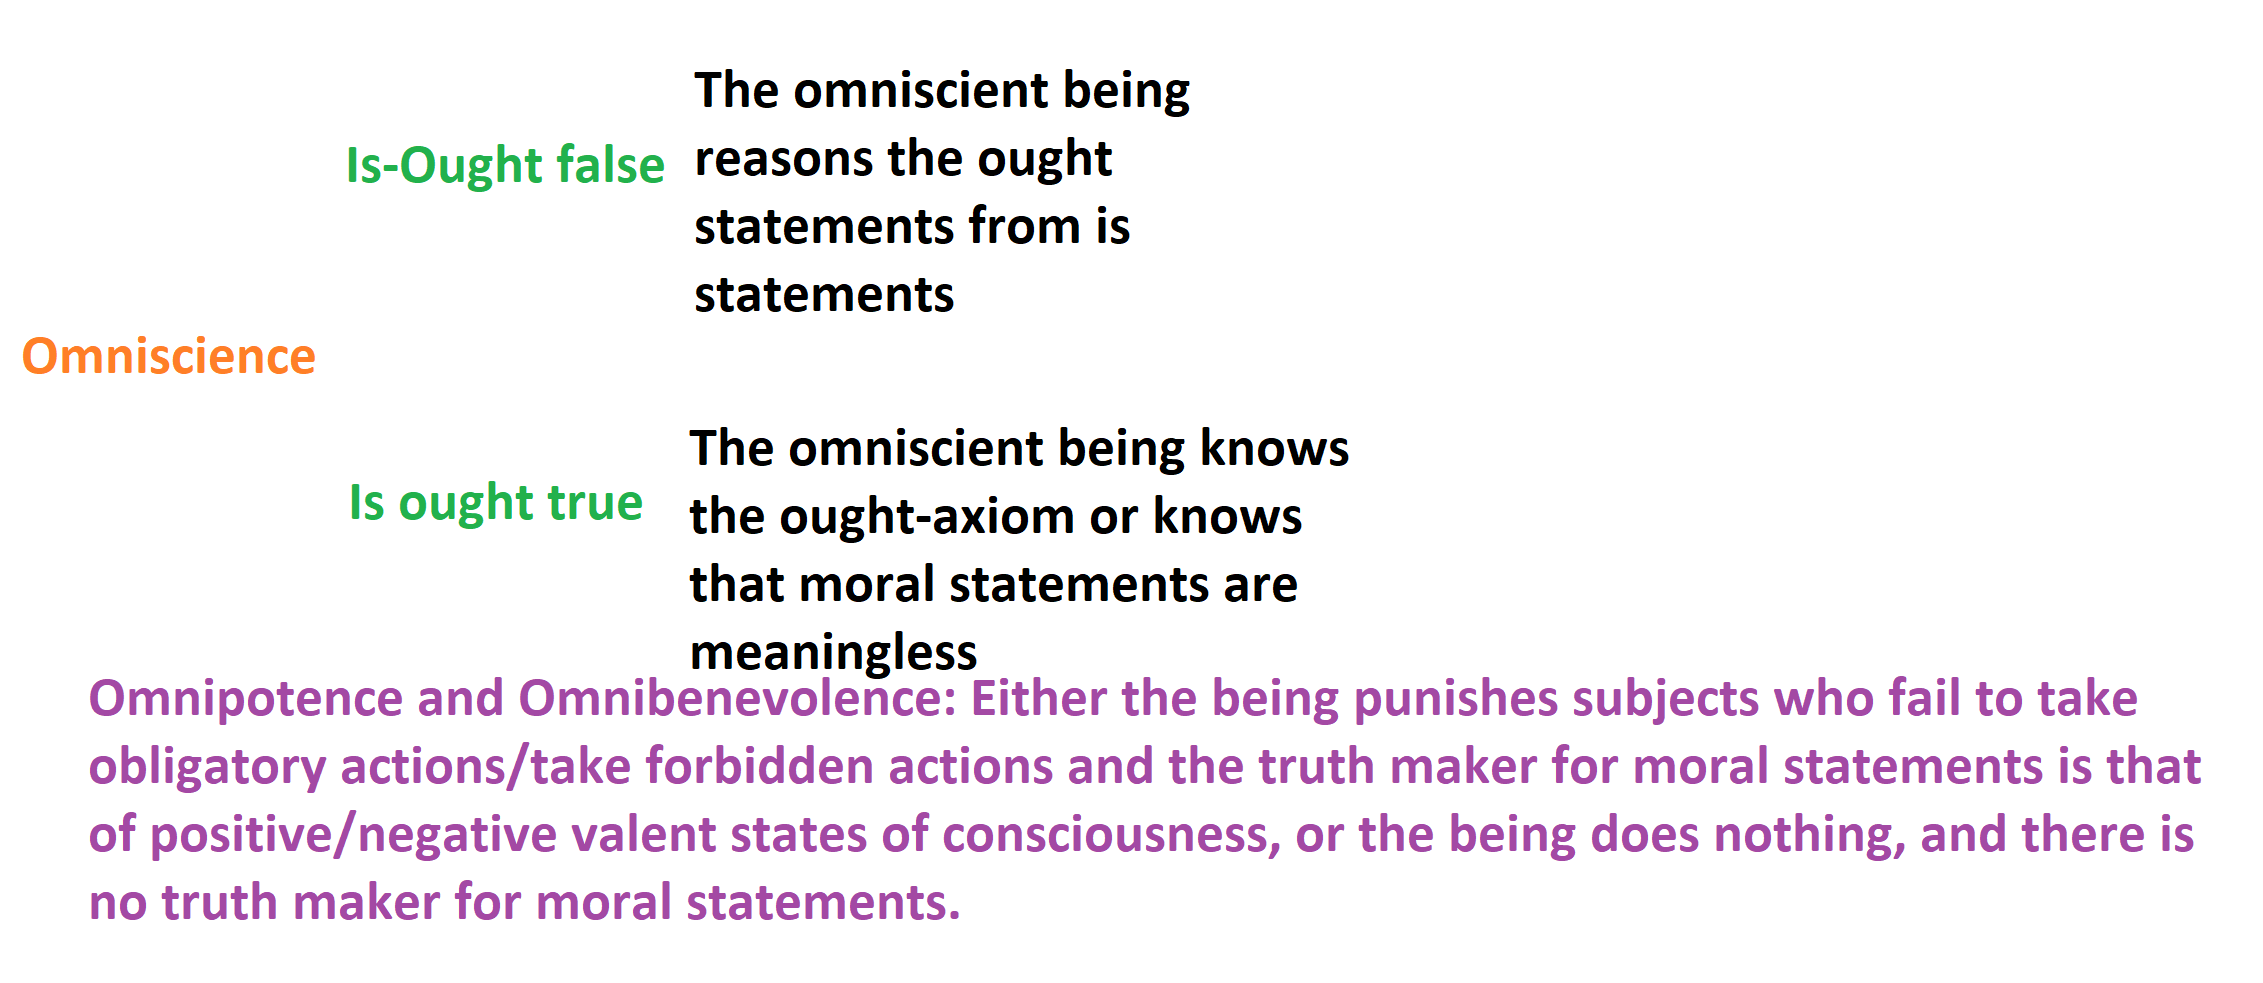 The omniscient being
Is-Ought false reasons the ought
statements from is
statements
Omniscience
The omniscient being knows
Is ought true the ought-axiom or knows
that moral statements are
meaningless
Omnipotence and Omnibenevolence: Either the being punishes subjects who fail to take
obligatory actions/take forbidden actions and the truth maker for moral statements is that
of positive/negative valent states of consciousness, or the being does nothing, and there is
no truth maker for moral statements.